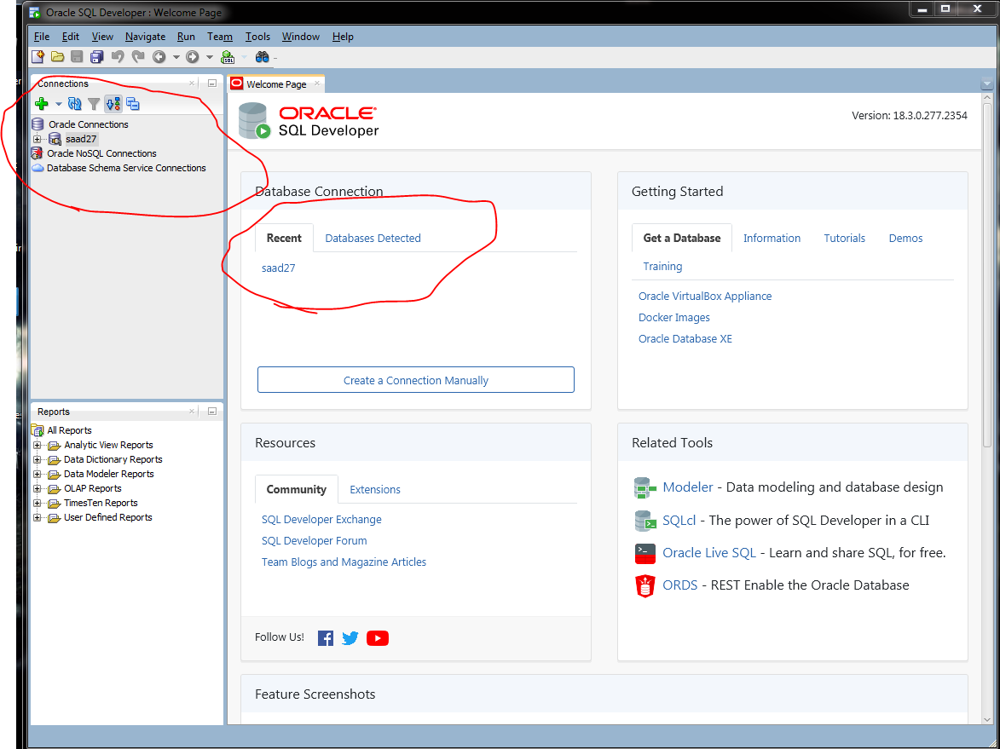 Oracle SQL Developer : Welcome Page
File Edit View Navigate Run Team Tools Window Help
Connections
Oracle Connections
saad27
Oracle NoSQL Connections
Database Schema Service Connections
Reports
All Reports
Analytic View Reports
Data Dictionary Reports
Data Modeler Reports
OLAP Reports
TimesTen Reports
User Defined Reports
Welcome Page
ORACLE®
SQL Developer
Version: 18.3.0.277.2354
Database Connection
Recent Databases Detected
saad27
Create a Connection Manually
Getting Started
Get a Database Information Tutorials Demos
Training
Oracle VirtualBox Appliance
Docker Images
Oracle Database XE
Resources
Community Extensions
SQL Developer Exchange
SQL Developer Forum
Team Blogs and Magazine Articles
Follow Us!
Related Tools
Modeler - Data modeling and database design
SQLcl - The power of SQL Developer in a CLI
Oracle Live SQL - Learn and share SQL, for free.
ORDS - REST Enable the Oracle Database
Feature Screenshots